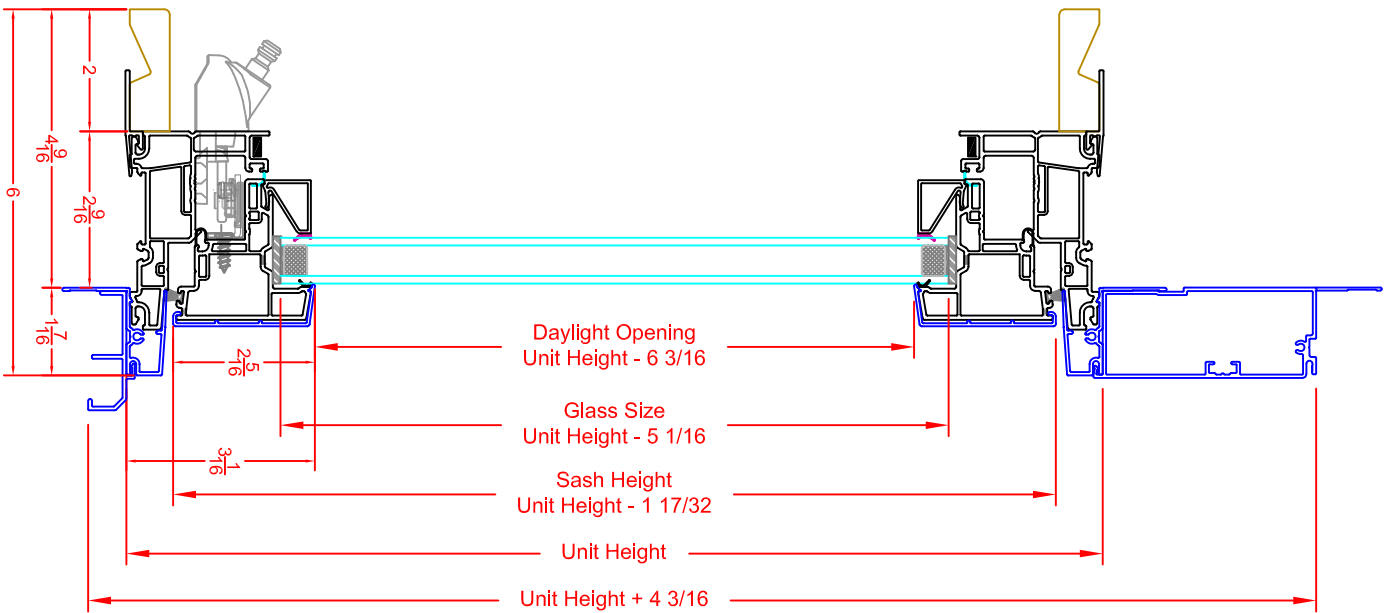 2
4 9/16
2 9/16
6
1 7/16
2 5/16
3 1/16
Daylight Opening
Unit Height - 6 3/16
Glass Size
Unit Height - 5 1/16
Sash Height
Unit Height - 1 17/32
Unit Height
Unit Height + 4 3/16